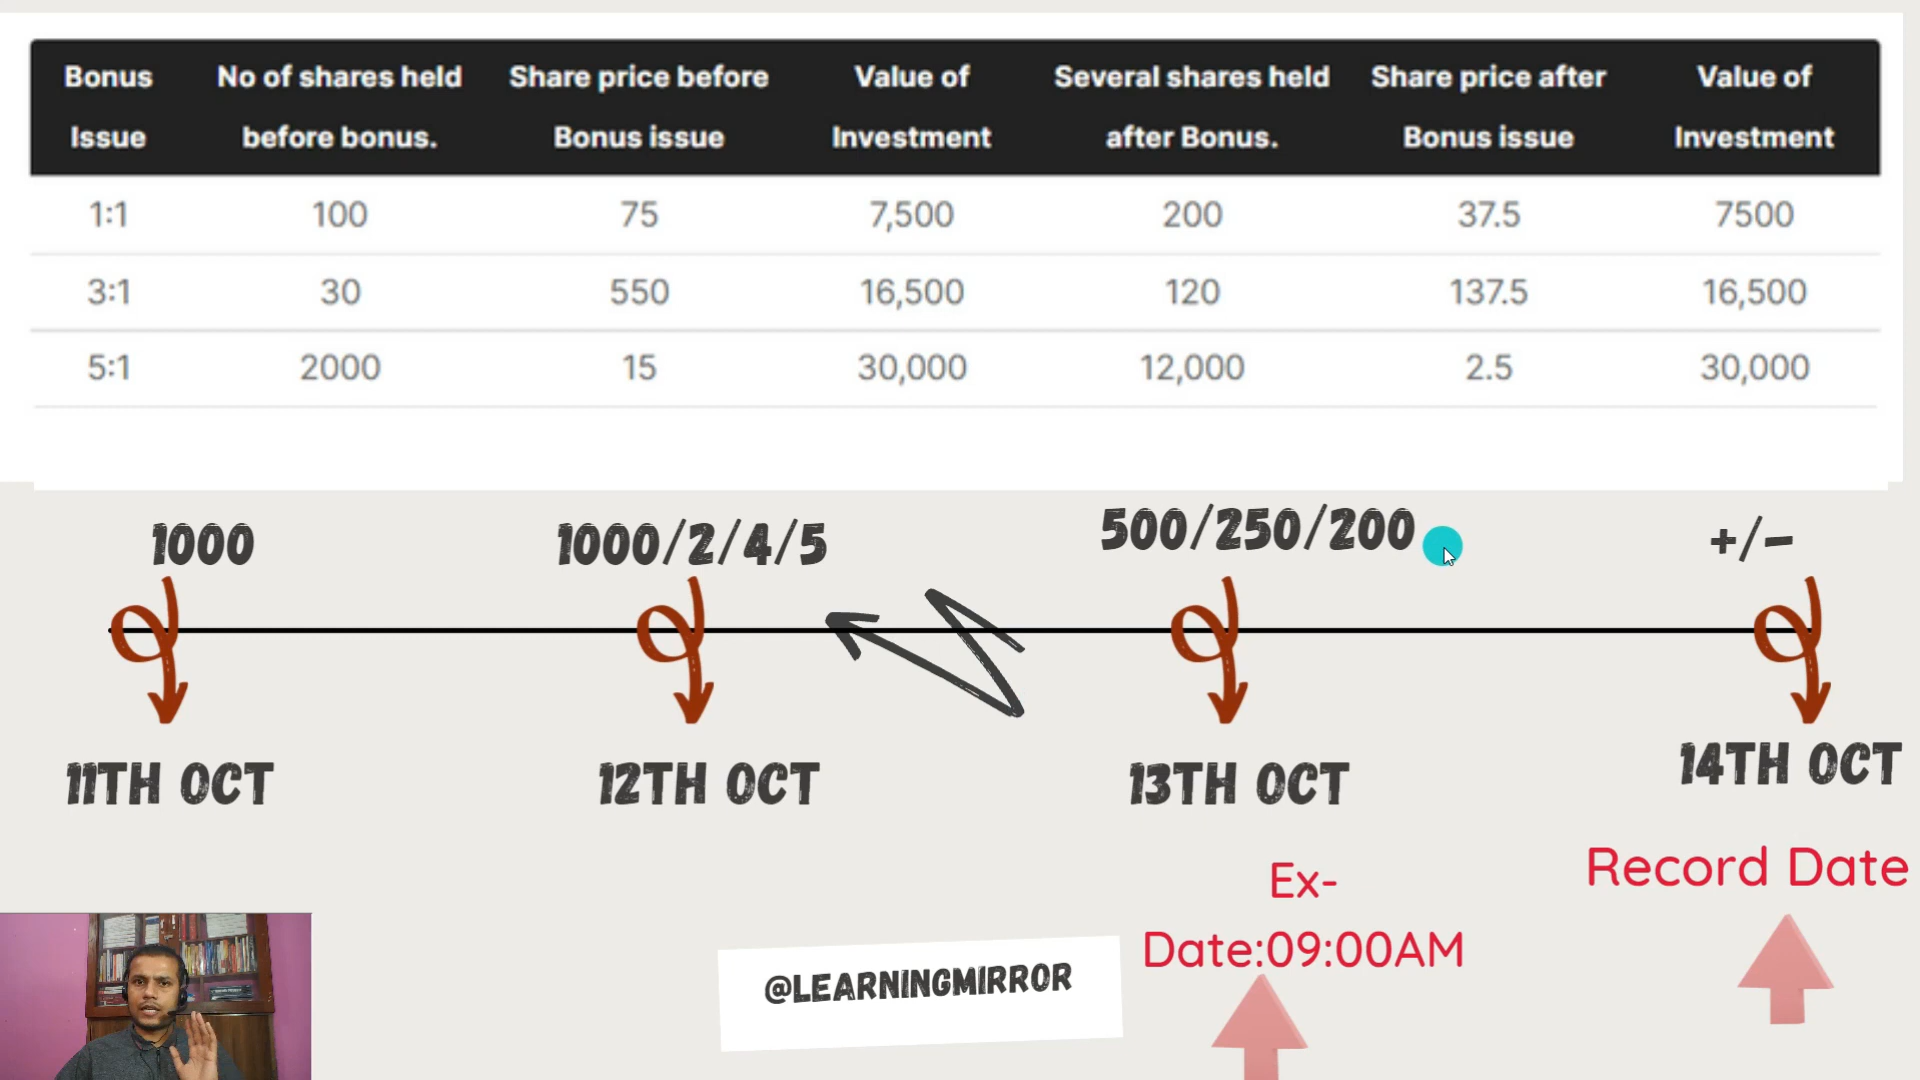 Bonus Issue No of shares held before bonus. Share price before Bonus issue Value of Investment Several shares held after Bonus. Share price after Bonus issue Value of Investment
1:1 100 75 7,500 200 37.5 7500
3:1 30 550 16,500 120 137.5 16,500
5:1 2000 15 30,000 12,000 2.5 30,000
1000 1000/2/4/5 500/250/200 +/-
11TH OCT 12TH OCT 13TH OCT 14TH OCT
Record Date
Ex-
Date:09:00AM
@LEARNINGMIRROR